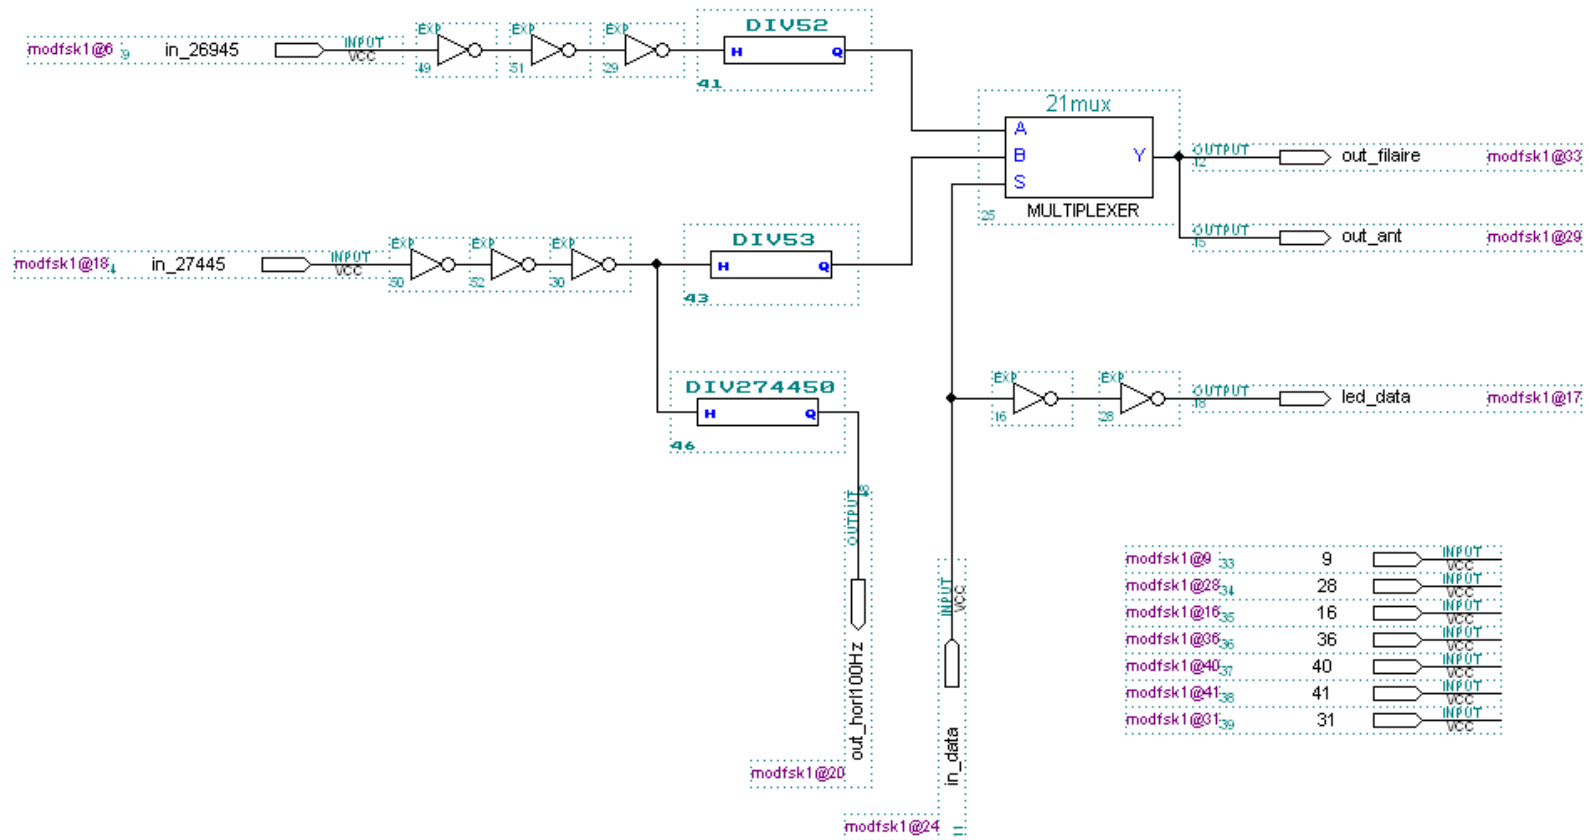 EXP EXP EXP DIV52
modfsk1@6 9 in_26945 INPUT VCC H Q
49 51 29 41
21mux
A
B Y OUTPUT out_filaire modfsk1@33
12
S
25 MULTIPLEXER
OUTPUT out_ant modfsk1@29
15
EXP EXP EXP DIV53
modfsk1@18 4 in_27445 INPUT VCC H Q
50 52 30 43
EXP EXP OUTPUT led_data modfsk1@17
16 28 18
DIV274450
H Q
46
OUTPUT 48
out_horl100Hz
modfsk1@20
INPUT VCC
in_data
modfsk1@24 11
modfsk1@9 33 9 INPUT VCC
modfsk1@28 34 28 INPUT VCC
modfsk1@16 35 16 INPUT VCC
modfsk1@36 36 36 INPUT VCC
modfsk1@40 37 40 INPUT VCC
modfsk1@41 38 41 INPUT VCC
modfsk1@31 39 31 INPUT VCC